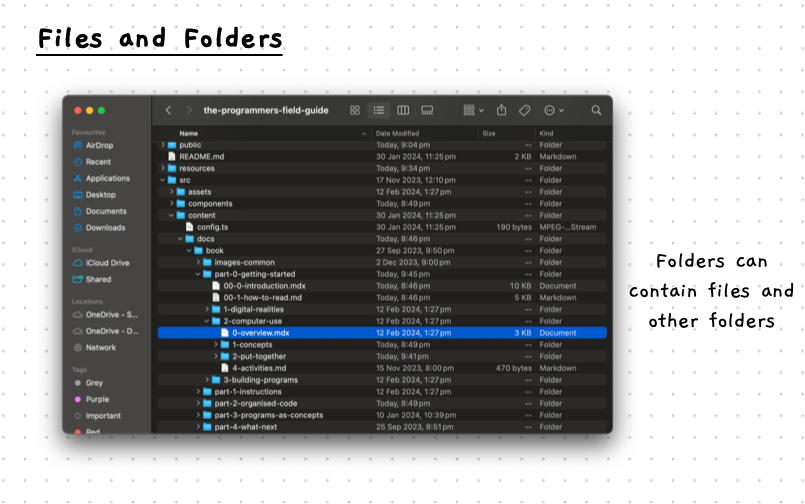 Files and Folders
the-programmers-field-guide
Favourites
AirDrop
Recent
Applications
Desktop
Documents
Downloads
iCloud
iCloud Drive
Shared
Locations
OneDrive - S...
OneDrive - D...
Network
Tags
Grey
Purple
Important
Red
Name Date Modified Size Kind
public Today, 9:04 pm -- Folder
README.md 30 Jan 2024, 11:25 pm 2 KB Markdown
resources Today, 9:34 pm -- Folder
src 17 Nov 2023, 12:10 pm -- Folder
assets 12 Feb 2024, 1:27 pm -- Folder
components 12 Feb 2024, 8:49 pm -- Folder
content 30 Jan 2024, 11:25 pm -- Folder
config.ts 30 Jan 2024, 11:25 pm 190 bytes MPEG-...Stream
docs Today, 8:46 pm -- Folder
book 27 Sep 2023, 9:50 pm -- Folder
images-common 2 Dec 2023, 9:00 pm -- Folder
part-0-getting-started Today, 9:45 pm -- Folder
00-0-introduction.mdx Today, 8:46 pm 10 KB Document
00-1-how-to-read.md Today, 8:46 pm 5 KB Markdown
1-digital-realities 12 Feb 2024, 1:27 pm -- Folder
2-computer-use 12 Feb 2024, 1:27 pm -- Folder
0-overview.mdx 12 Feb 2024, 1:27 pm 3 KB Document
1-concepts Today, 8:49 pm -- Folder
2-put-together Today, 9:41 pm -- Folder
4-activities.md 15 Nov 2023, 8:00 pm 470 bytes Markdown
3-building-programs 12 Feb 2024, 1:27 pm -- Folder
part-1-instructions 12 Feb 2024, 1:27 pm -- Folder
part-2-organised-code Today, 8:49 pm -- Folder
part-3-programs-as-concepts 10 Jan 2024, 10:39 pm -- Folder
part-4-what-next 25 Sep 2023, 8:51 pm -- Folder
Folders can
contain files and
other folders